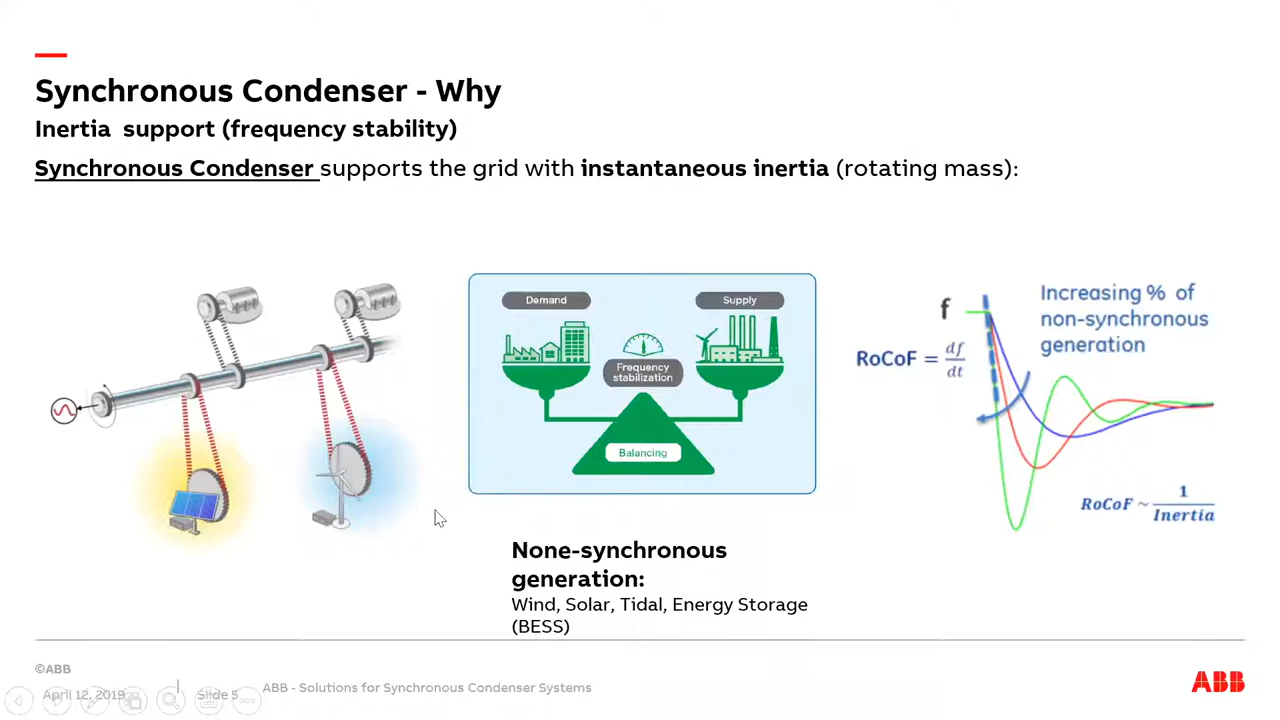 Synchronous Condenser - Why
Inertia support (frequency stability)
Synchronous Condenser supports the grid with instantaneous inertia (rotating mass):
Demand
Supply
Frequency
stabilization
Balancing
f
Increasing % of
non-synchronous
generation
RoCoF = df/dt
RoCoF ~ 1/Inertia
None-synchronous
generation:
Wind, Solar, Tidal, Energy Storage
(BESS)
©ABB
April 12, 2019
Slide 5
ABB - Solutions for Synchronous Condenser Systems
ABB